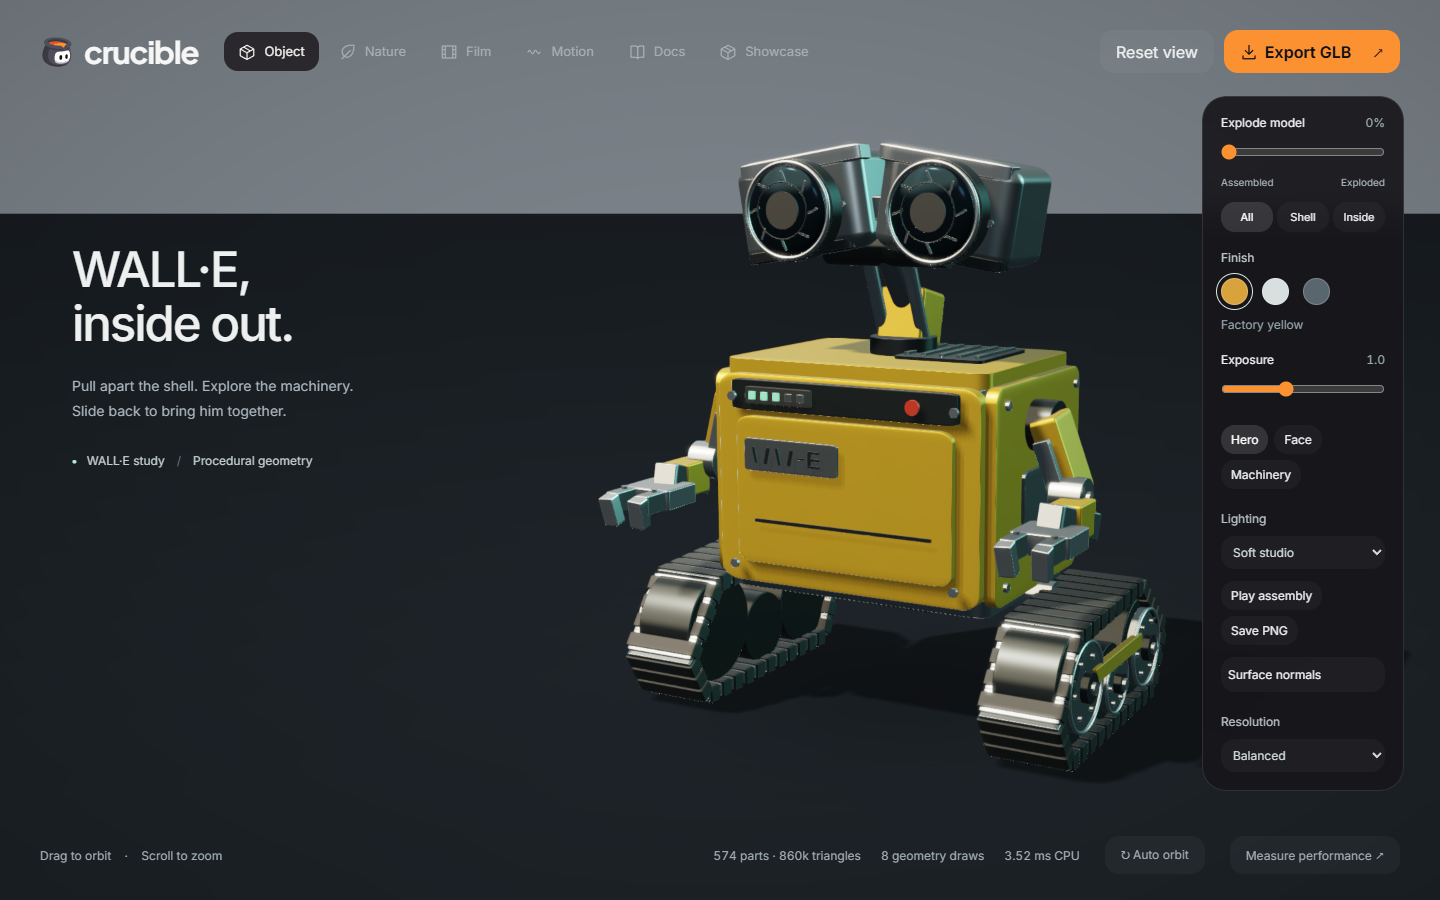 crucible
Object
Nature
Film
Motion
Docs
Showcase
Reset view
Export GLB ↗
Explode model 0%
Assembled Exploded
All Shell Inside
Finish
Factory yellow
Exposure 1.0
Hero Face
Machinery
Lighting
Soft studio
Play assembly
Save PNG
Surface normals
Resolution
Balanced
WALL·E,
inside out.
Pull apart the shell. Explore the machinery.
Slide back to bring him together.
• WALL·E study / Procedural geometry
Drag to orbit · Scroll to zoom
574 parts · 860k triangles
8 geometry draws
3.52 ms CPU
↻ Auto orbit
Measure performance ↗